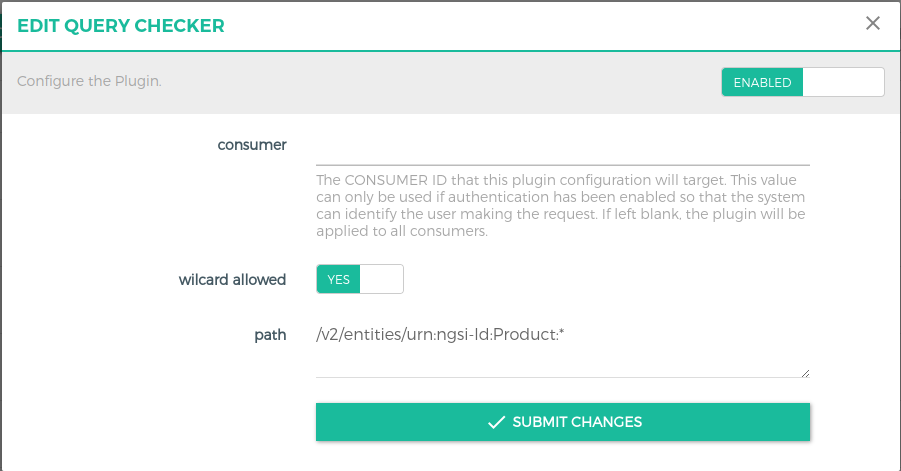 EDIT QUERY CHECKER
Configure the Plugin.
ENABLED
consumer
The CONSUMER ID that this plugin configuration will target. This value
can only be used if authentication has been enabled so that the system
can identify the user making the request. If left blank, the plugin will be
applied to all consumers.
wilcard allowed
YES
path
/v2/entities/urn:ngsi-ld:Product:*
SUBMIT CHANGES